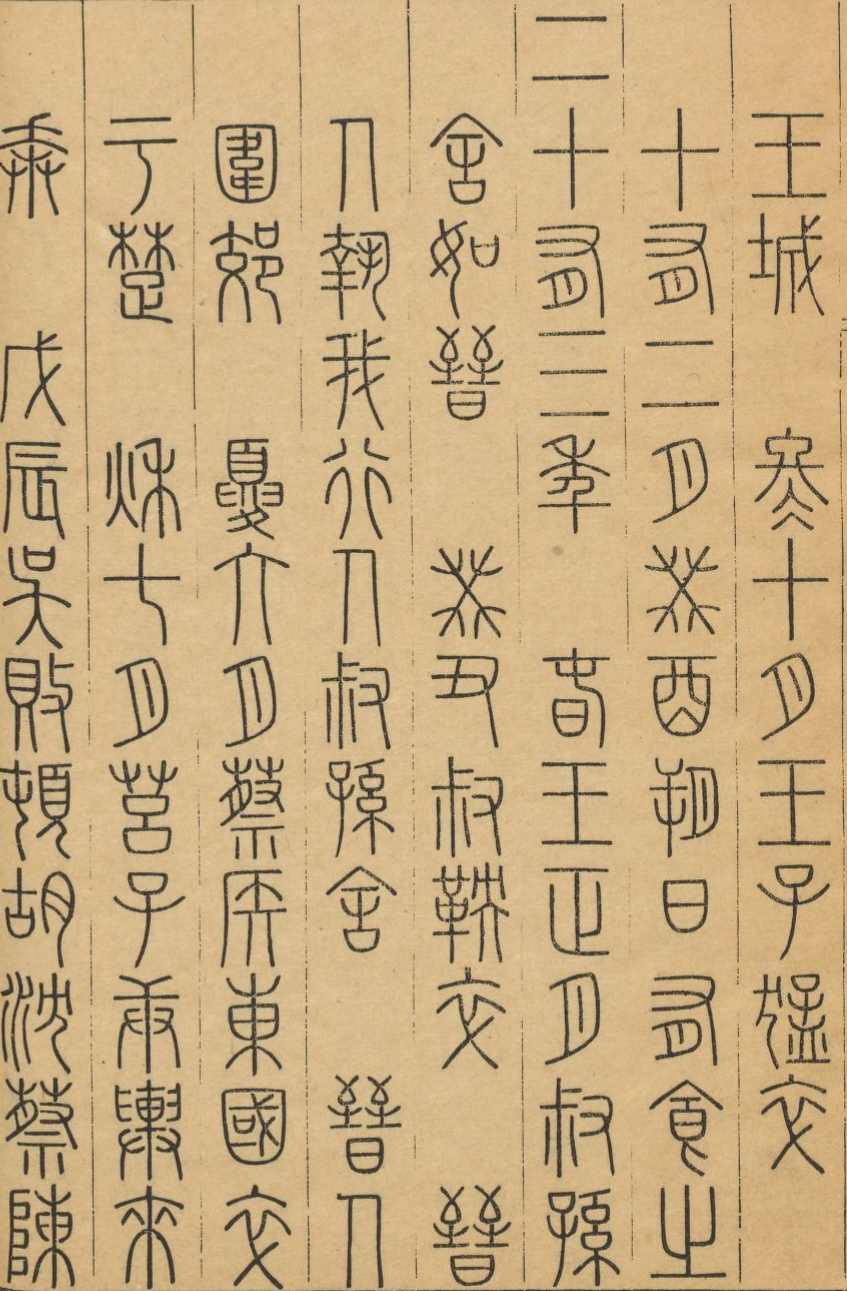 王城　冬十月王子猛卒
十有二月癸酉朔日有食之
二十有三年　春王正月叔孫
舍如晉　癸丑叔鞅卒　晉
人執我行人叔孫舍　晉人
圍郊　夏六月蔡侯東國卒
于楚　秋七月莒子庚輿來
奔　戊辰吳敗頓胡沈蔡陳